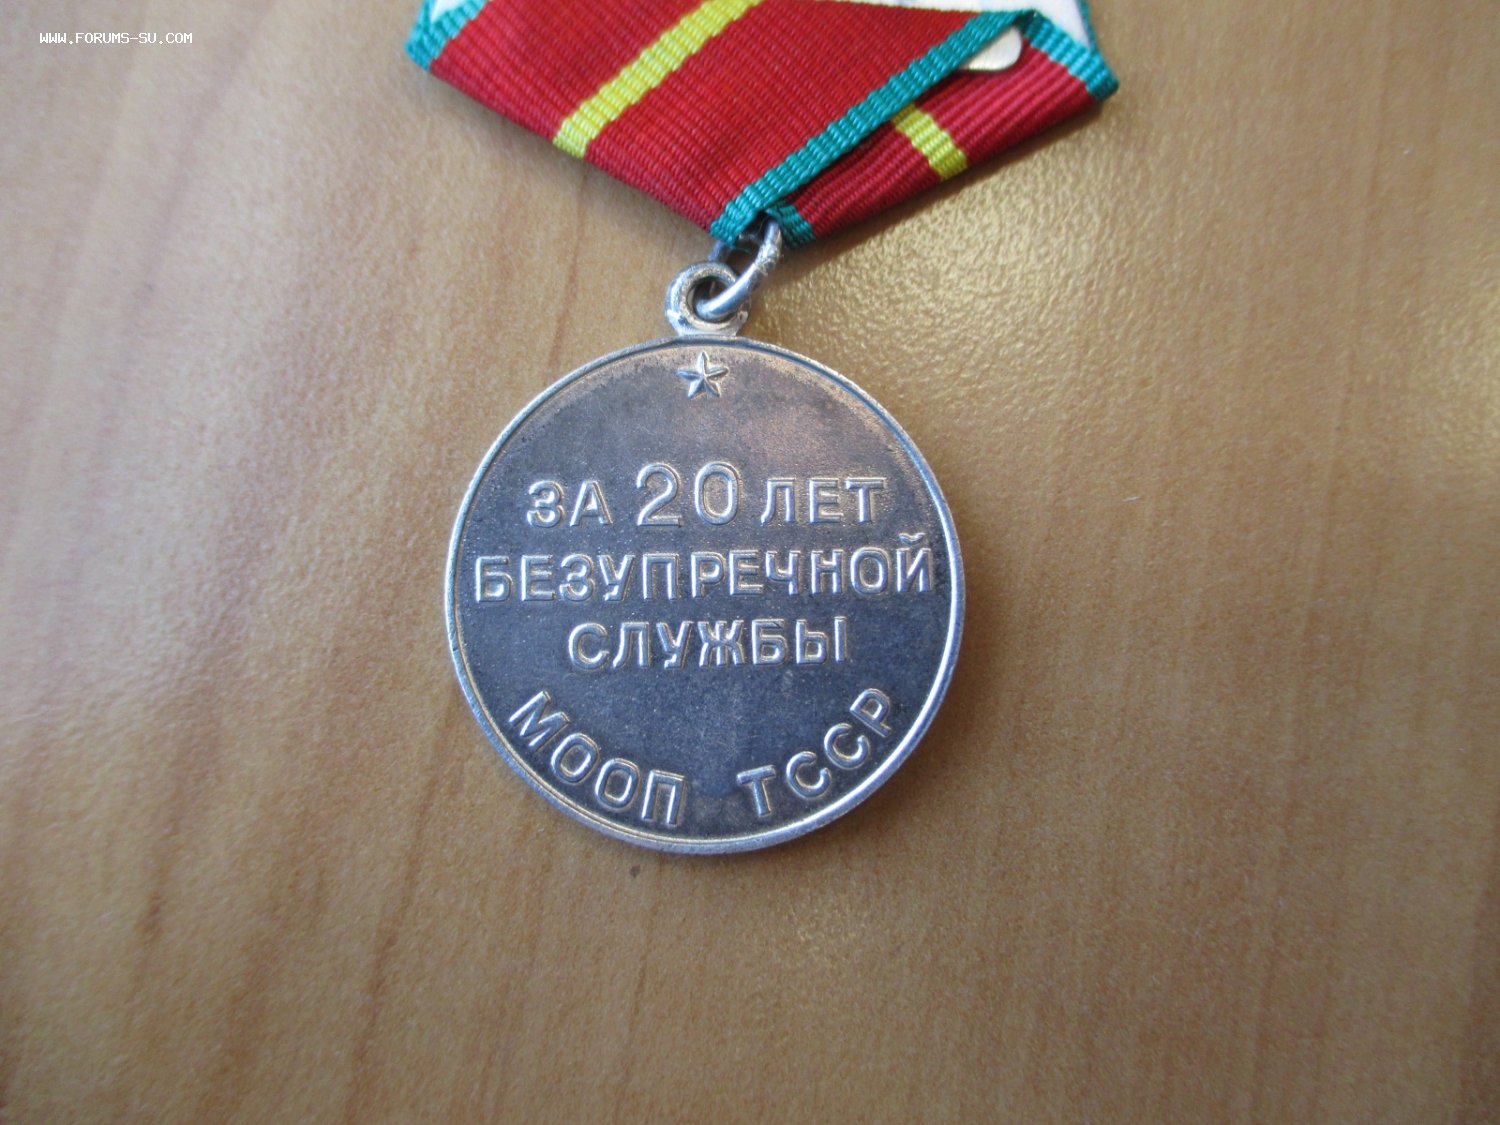 WWW.FORUMS-SU.COM
ЗА 20 ЛЕТ
БЕЗУПРЕЧНОЙ
СЛУЖБЫ
МООП ТССР